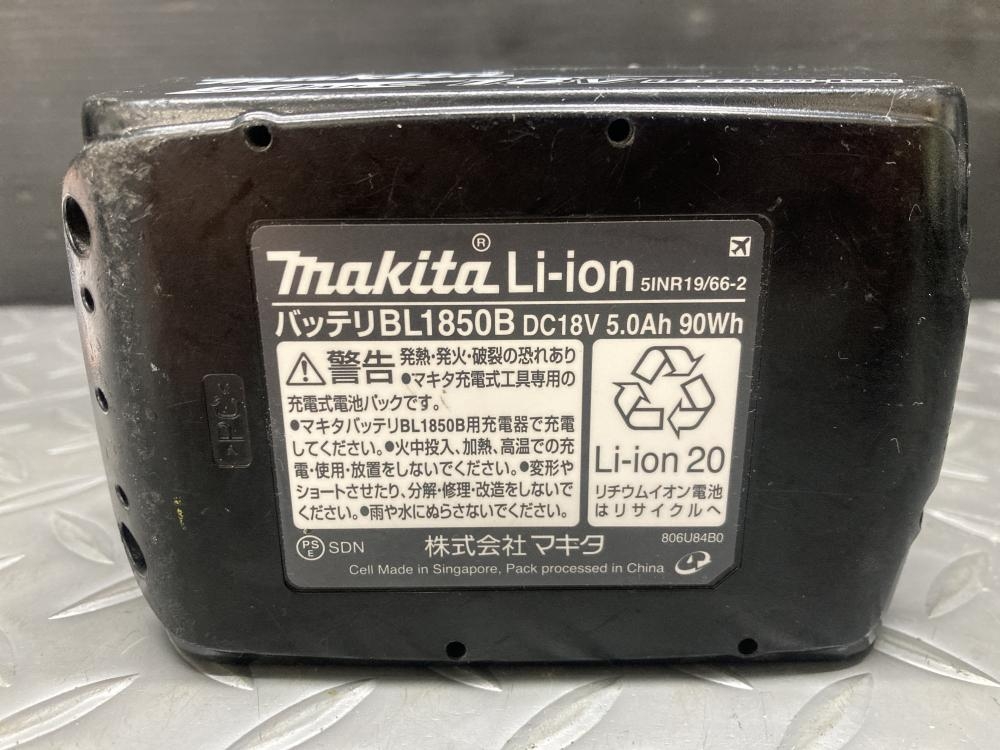 makita® Li-ion 5INR19/66-2
バッテリBL1850B DC18V 5.0Ah 90Wh
警告 発熱・発火・破裂の恐れあり
●マキタ充電式工具専用の
充電式電池パックです。
●マキタバッテリBL1850B用充電器で充電
してください。●火中投入、加熱、高温での充
電・使用・放置をしないでください。●変形や
ショートさせたり、分解・修理・改造をしないで
ください。●雨や水にぬらさないでください。
Li-ion 20
リチウムイオン電池
はリサイクルへ
PSE SDN 株式会社 マキタ 806U84B0
Cell Made in Singapore, Pack processed in China